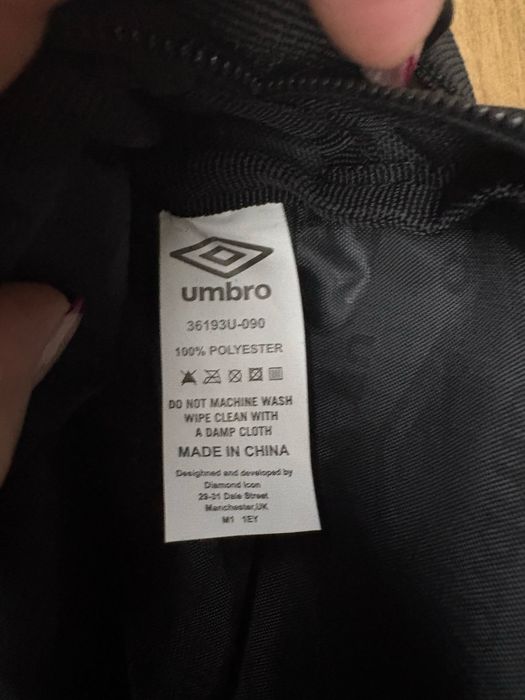 umbro
36193U-090
100% POLYESTER
DO NOT MACHINE WASH
WIPE CLEAN WITH
A DAMP CLOTH
MADE IN CHINA
Desighned and developed by
Diamond Icon
29-31 Dale Street
Manchester,UK
M1 1EY